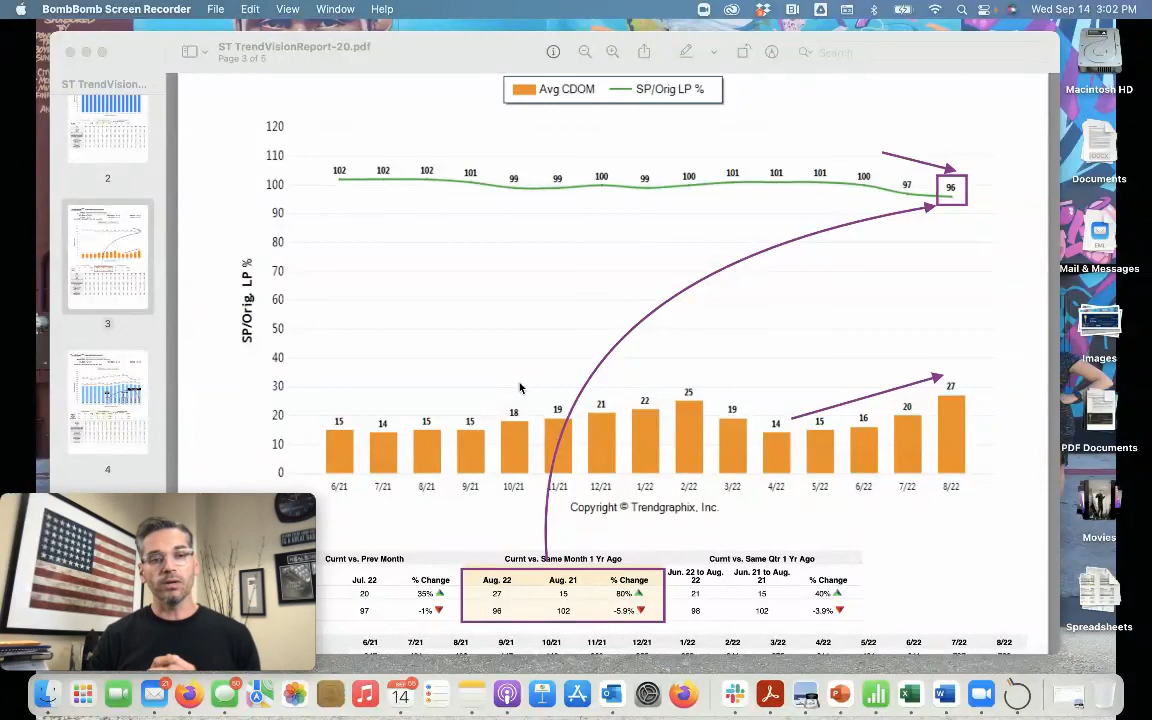 BombBomb Screen Recorder File Edit View Window Help
Wed Sep 14 3:02 PM
ST TrendVisionReport-20.pdf
Page 3 of 5
Search
ST TrendVision...
2
3
4
Avg CDOM SP/Orig LP %
120
110
100
90
80
70
60
50
40
30
20
10
0
SP/Orig. LP %
102 102 102 101 99 99 100 99 100 101 101 101 100 97 96
15 14 15 15 18 19 21 22 25 19 14 15 16 20 27
6/21 7/21 8/21 9/21 10/21 11/21 12/21 1/22 2/22 3/22 4/22 5/22 6/22 7/22 8/22
Copyright © Trendgraphix, Inc.
Curnt vs. Prev Month Curnt vs. Same Month 1 Yr Ago Curnt vs. Same Qtr 1 Yr Ago
Jul. 22 % Change Aug. 22 Aug. 21 % Change Jun. 22 to Aug. 22 Jun. 21 to Aug. 21 % Change
20 35% 27 15 80% 21 15 40%
97 -1% 96 102 -5.9% 98 102 -3.9%
6/21 7/21 8/21 9/21 10/21 11/21 12/21 1/22 2/22 3/22 4/22 5/22 6/22 7/22 8/22
Macintosh HD
DOCX
Documents
EML
Mail & Messages
Images
PDF Documents
Movies
Spreadsheets
21
50
SEP
14